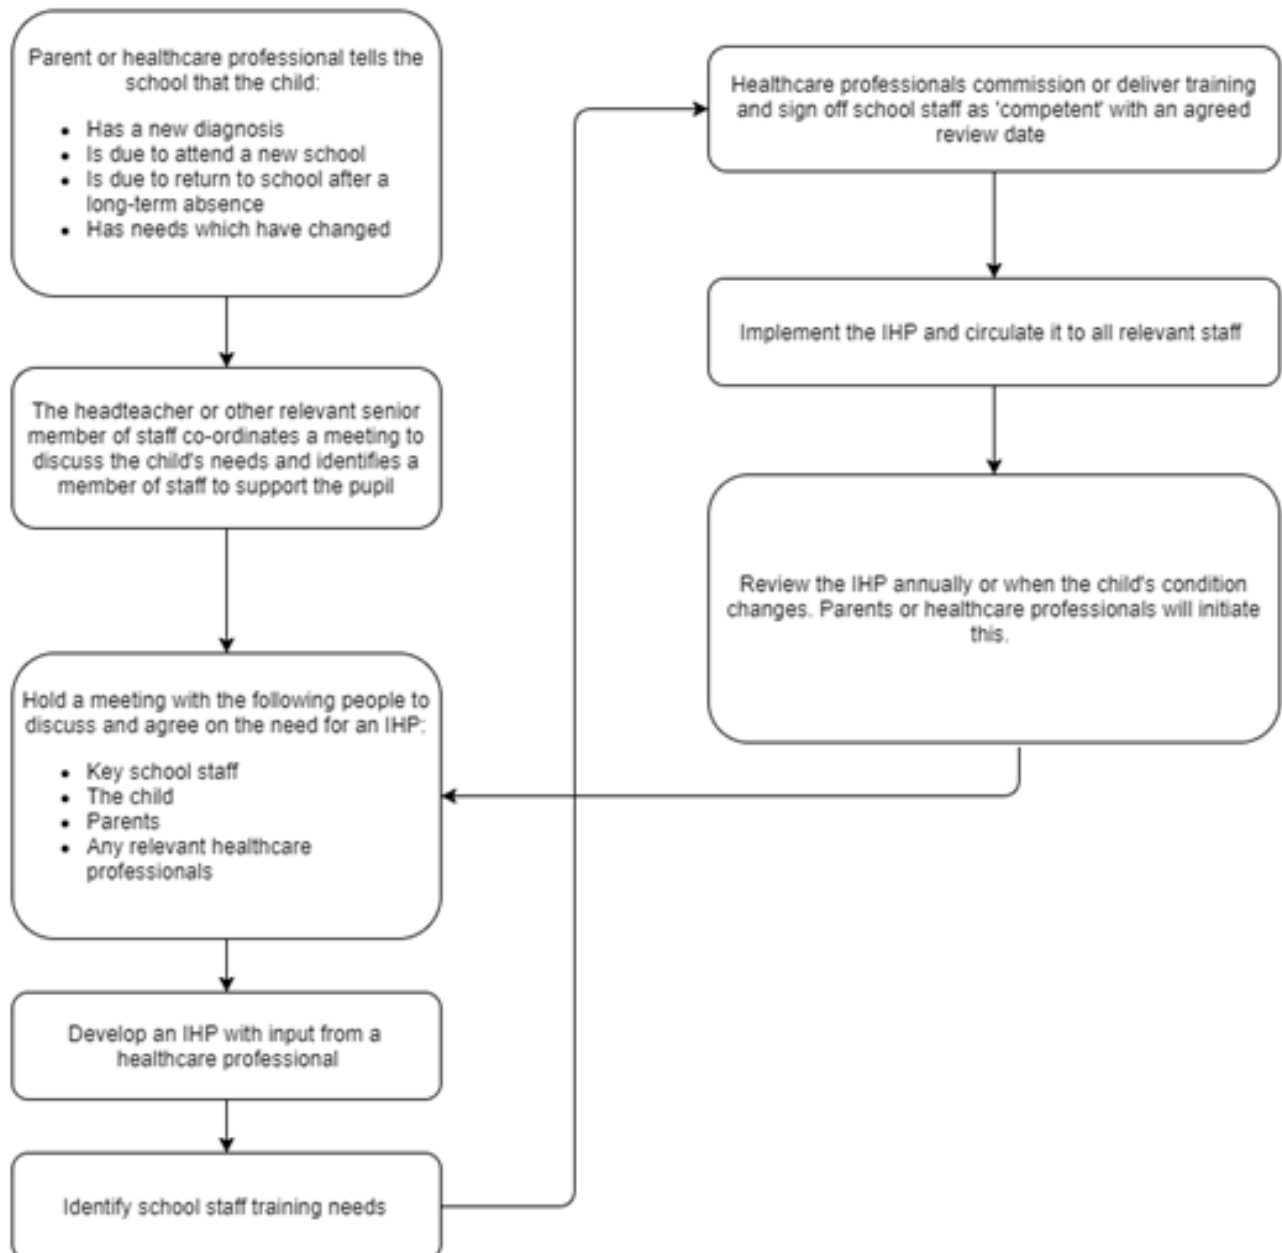 Parent or healthcare professional tells the
school that the child:
• Has a new diagnosis
• Is due to attend a new school
• Is due to return to school after a
long-term absence
• Has needs which have changed
The headteacher or other relevant senior
member of staff co-ordinates a meeting to
discuss the child's needs and identifies a
member of staff to support the pupil
Hold a meeting with the following people to
discuss and agree on the need for an IHP:
• Key school staff
• The child
• Parents
• Any relevant healthcare
professionals
Develop an IHP with input from a
healthcare professional
Identify school staff training needs
Healthcare professionals commission or deliver training
and sign off school staff as 'competent' with an agreed
review date
Implement the IHP and circulate it to all relevant staff
Review the IHP annually or when the child's condition
changes. Parents or healthcare professionals will initiate
this.